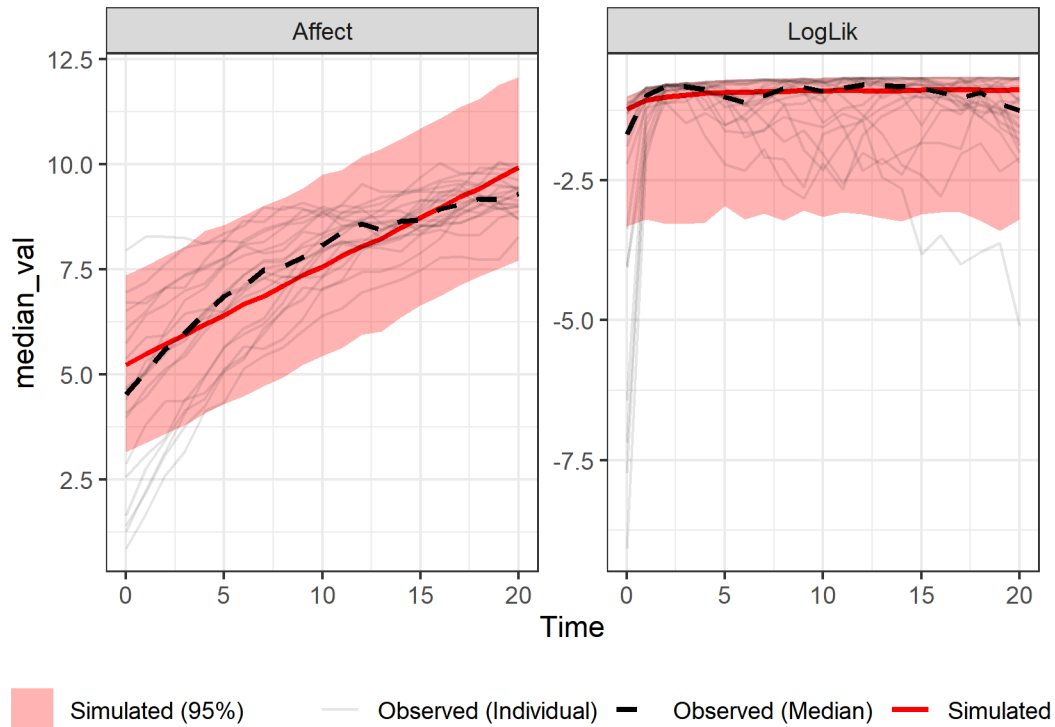 Affect
LogLik
median_val
12.5
10.0
7.5
5.0
2.5
-2.5
-5.0
-7.5
0 5 10 15 20
0 5 10 15 20
Time
Simulated (95%) Observed (Individual) Observed (Median) Simulated